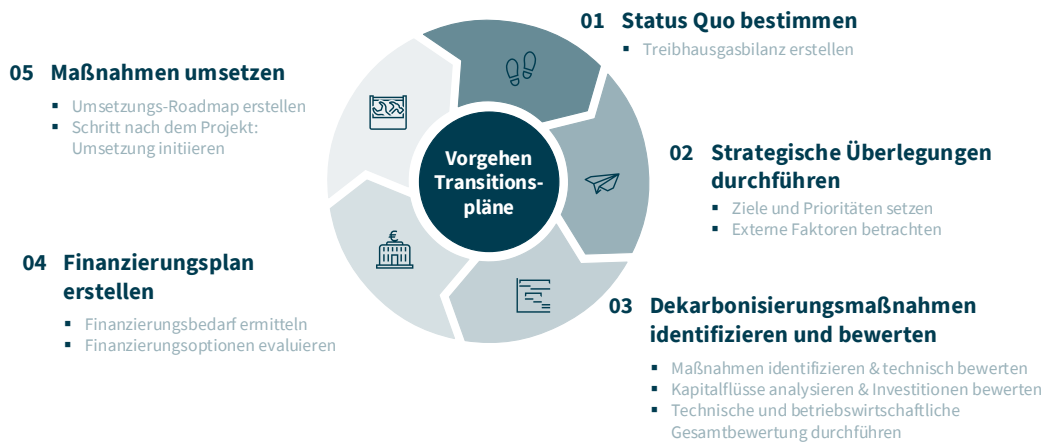 01 Status Quo bestimmen
▪ Treibhausgasbilanz erstellen
02 Strategische Überlegungen
durchführen
▪ Ziele und Prioritäten setzen
▪ Externe Faktoren betrachten
03 Dekarbonisierungsmaßnahmen
identifizieren und bewerten
▪ Maßnahmen identifizieren & technisch bewerten
▪ Kapitalflüsse analysieren & Investitionen bewerten
▪ Technische und betriebswirtschaftliche
Gesamtbewertung durchführen
04 Finanzierungsplan
erstellen
▪ Finanzierungsbedarf ermitteln
▪ Finanzierungsoptionen evaluieren
05 Maßnahmen umsetzen
▪ Umsetzungs-Roadmap erstellen
▪ Schritt nach dem Projekt:
Umsetzung initiieren
Vorgehen
Transitions-
pläne
€